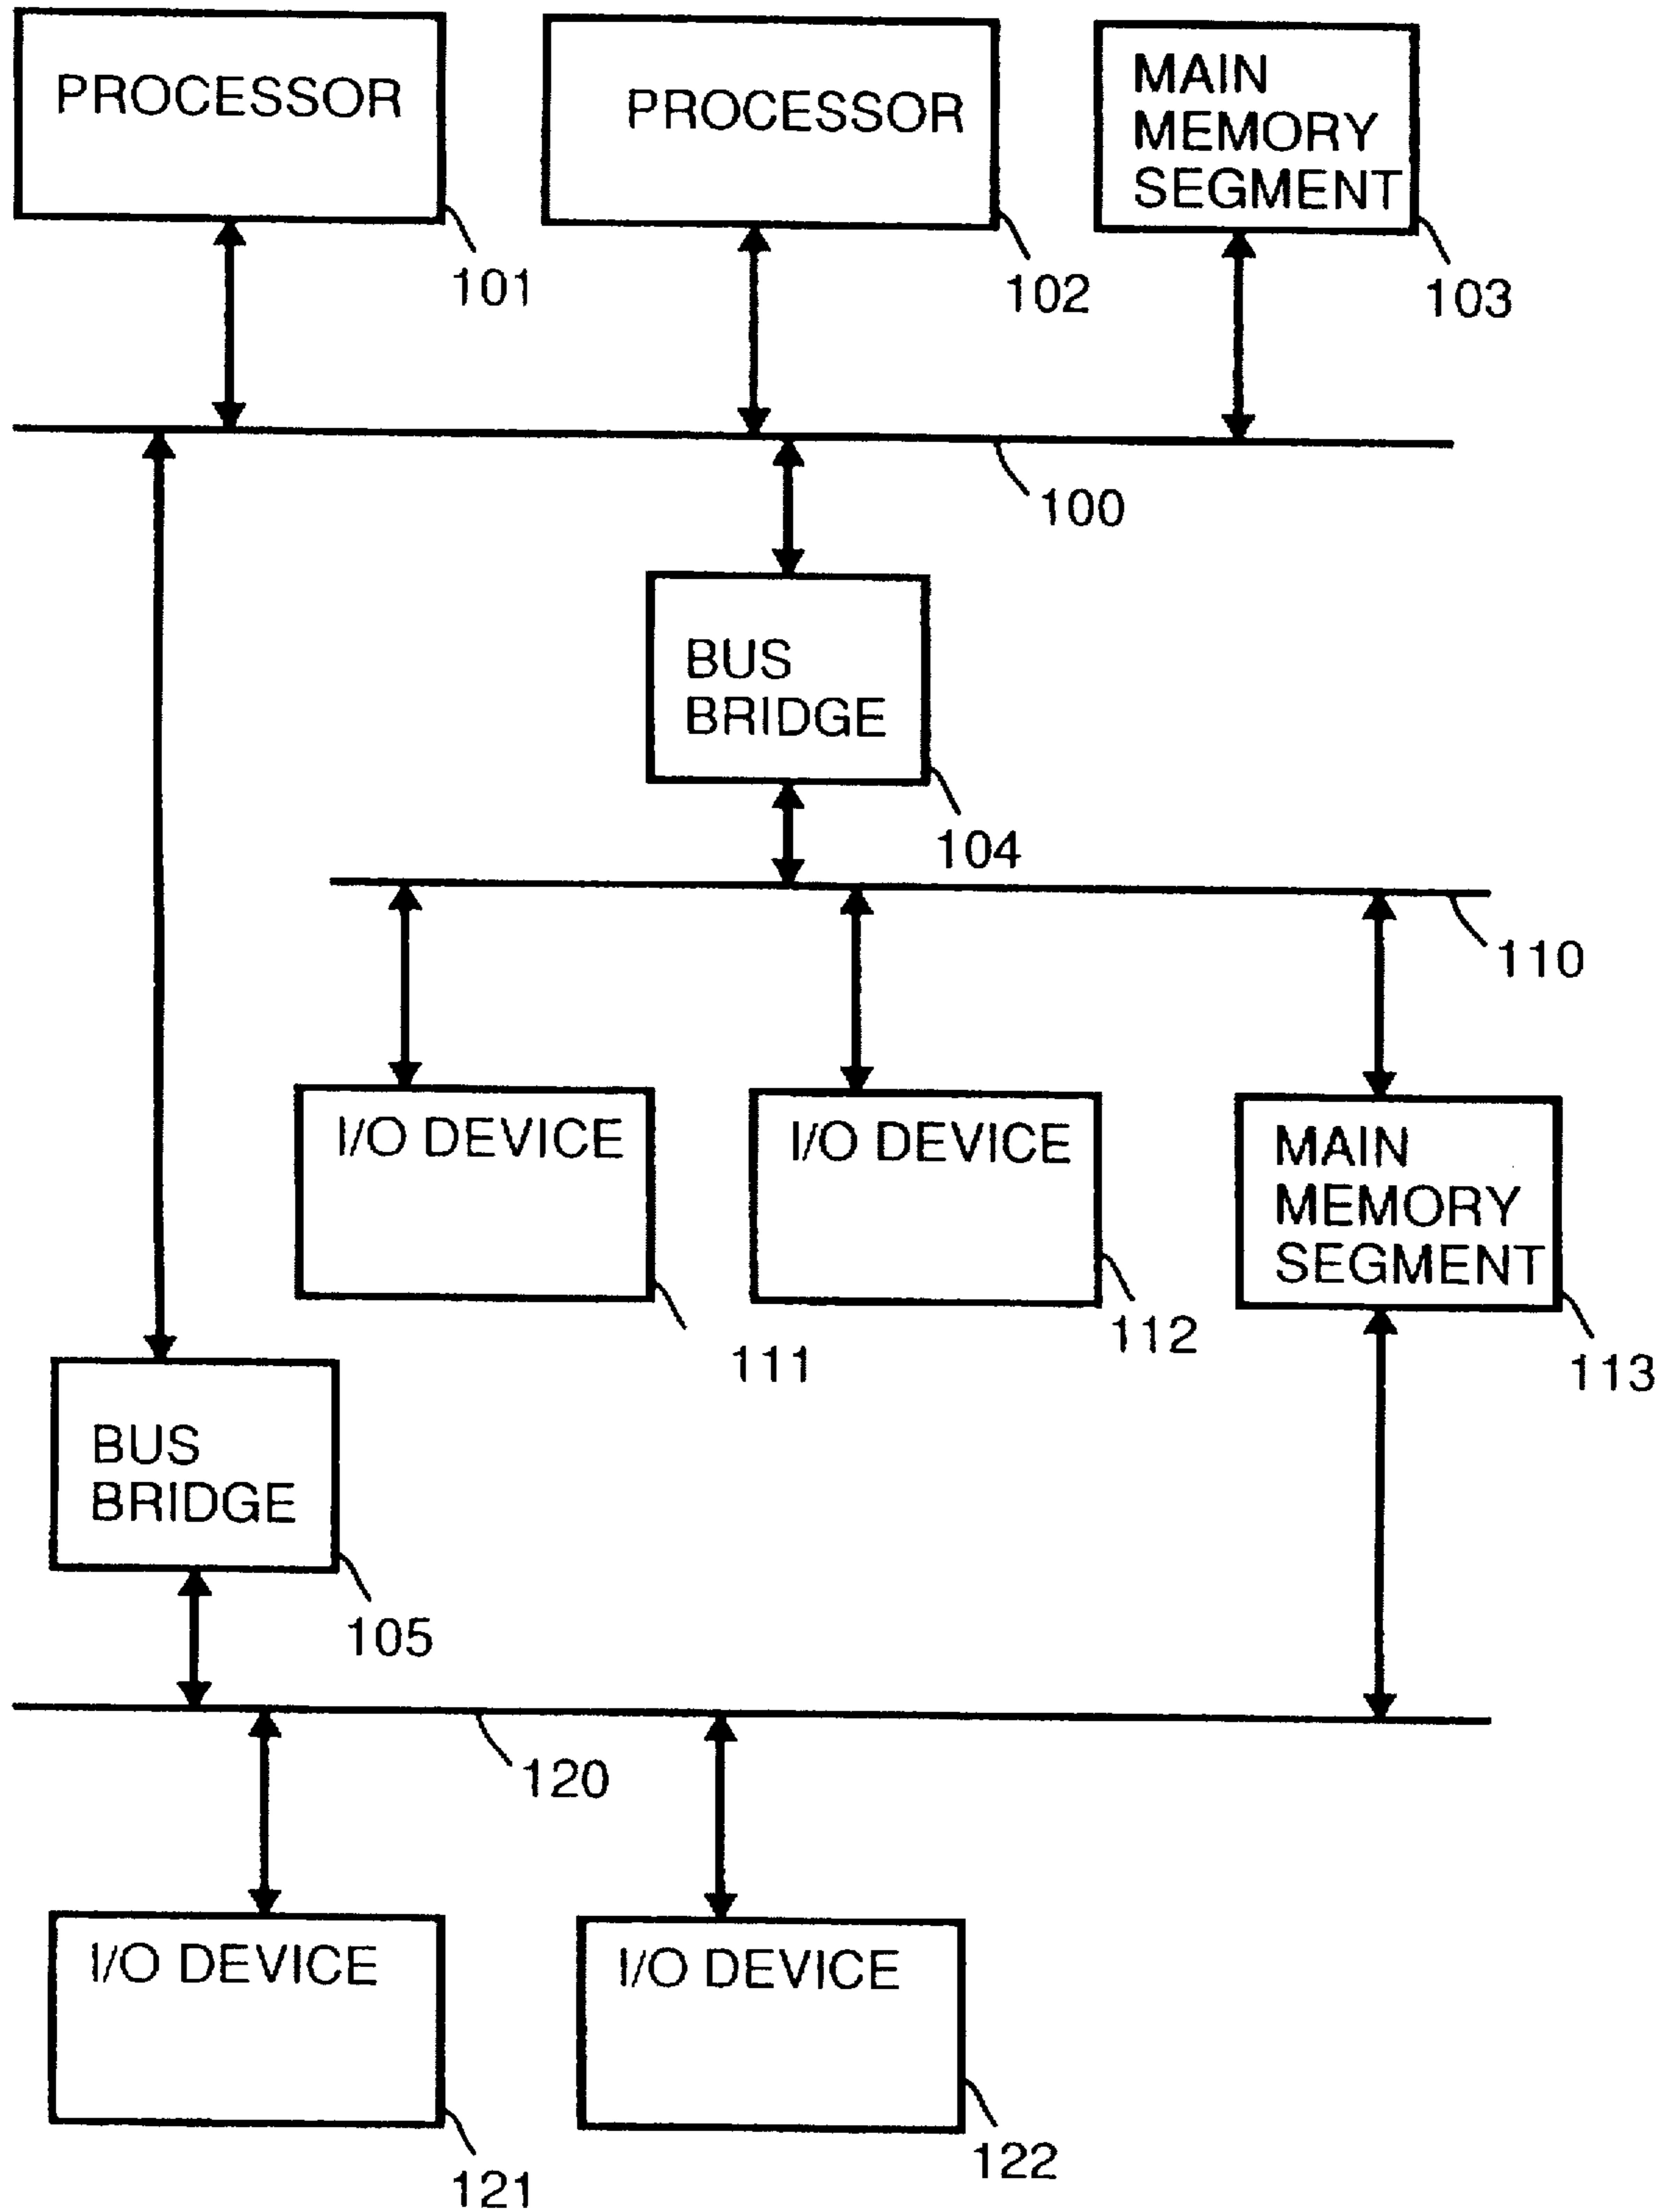 PROCESSOR
PROCESSOR
MAIN
MEMORY
SEGMENT
101
102
103
100
BUS
BRIDGE
104
110
I/O DEVICE
I/O DEVICE
MAIN
MEMORY
SEGMENT
111
112
113
BUS
BRIDGE
105
120
I/O DEVICE
I/O DEVICE
121
122